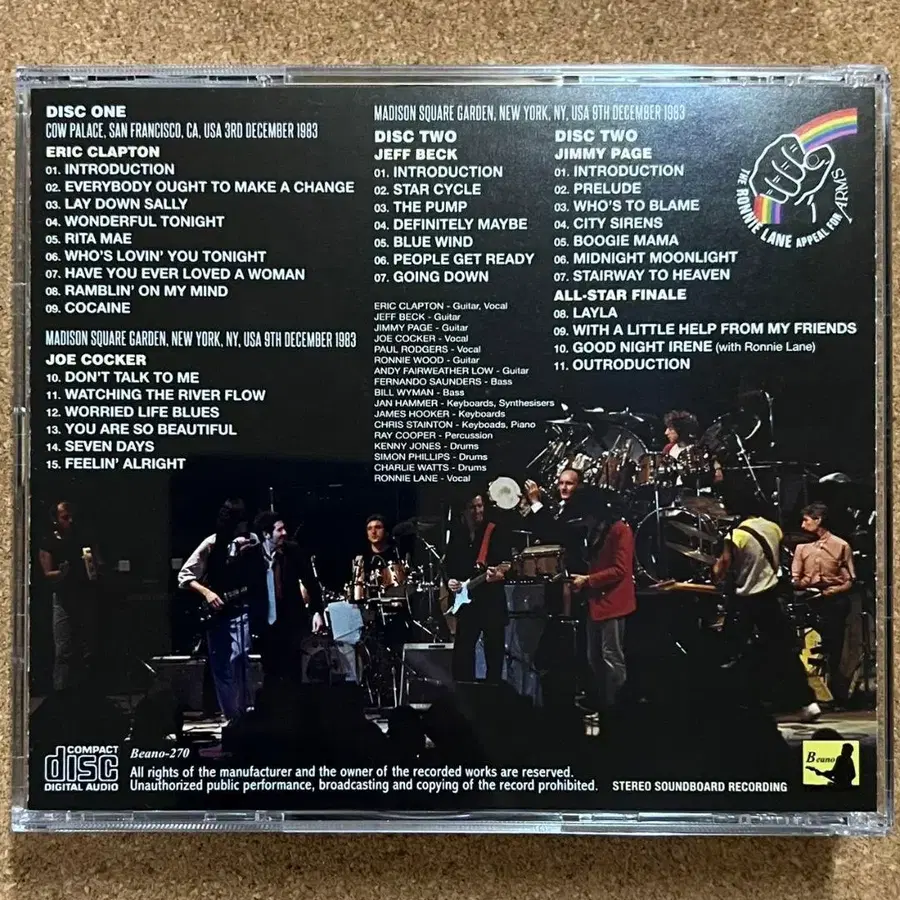 DISC ONE
COW PALACE, SAN FRANCISCO, CA, USA 3RD DECEMBER 1983
ERIC CLAPTON
01. INTRODUCTION
02. EVERYBODY OUGHT TO MAKE A CHANGE
03. LAY DOWN SALLY
04. WONDERFUL TONIGHT
05. RITA MAE
06. WHO'S LOVIN' YOU TONIGHT
07. HAVE YOU EVER LOVED A WOMAN
08. RAMBLIN' ON MY MIND
09. COCAINE
MADISON SQUARE GARDEN, NEW YORK, NY, USA 9TH DECEMBER 1983
JOE COCKER
10. DON'T TALK TO ME
11. WATCHING THE RIVER FLOW
12. WORRIED LIFE BLUES
13. YOU ARE SO BEAUTIFUL
14. SEVEN DAYS
15. FEELIN' ALRIGHT
MADISON SQUARE GARDEN, NEW YORK, NY, USA 9TH DECEMBER 1983
DISC TWO
JEFF BECK
01. INTRODUCTION
02. STAR CYCLE
03. THE PUMP
04. DEFINITELY MAYBE
05. BLUE WIND
06. PEOPLE GET READY
07. GOING DOWN
ERIC CLAPTON - Guitar, Vocal
JEFF BECK - Guitar
JIMMY PAGE - Guitar
JOE COCKER - Vocal
PAUL RODGERS - Vocal
RONNIE WOOD - Guitar
ANDY FAIRWEATHER LOW - Guitar
FERNANDO SAUNDERS - Bass
BILL WYMAN - Bass
JAN HAMMER - Keyboards, Synthesisers
JAMES HOOKER - Keyboards
CHRIS STAINTON - Keyboards, Piano
RAY COOPER - Percussion
KENNY JONES - Drums
SIMON PHILLIPS - Drums
CHARLIE WATTS - Drums
RONNIE LANE - Vocal
DISC TWO
JIMMY PAGE
01. INTRODUCTION
02. PRELUDE
03. WHO'S TO BLAME
04. CITY SIRENS
05. BOOGIE MAMA
06. MIDNIGHT MOONLIGHT
07. STAIRWAY TO HEAVEN
ALL-STAR FINALE
08. LAYLA
09. WITH A LITTLE HELP FROM MY FRIENDS
10. GOOD NIGHT IRENE (with Ronnie Lane)
11. OUTRODUCTION
THE RONNIE LANE APPEAL FOR ARMS
COMPACT
disc
DIGITAL AUDIO
Beano-270
All rights of the manufacturer and the owner of the recorded works are reserved.
Unauthorized public performance, broadcasting and copying of the record prohibited.
STEREO SOUNDBOARD RECORDING
Beano